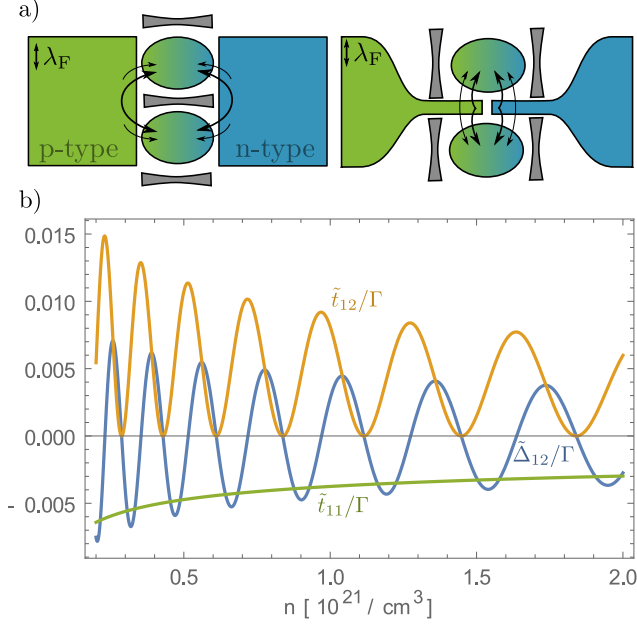 a)
λF λF
p-type n-type
b)
0.015
t̃12/Γ
0.010
0.005
0.000
Δ̃12/Γ
t̃11/Γ
- 0.005
0.5 1.0 1.5 2.0
n [ 10^21 / cm^3 ]